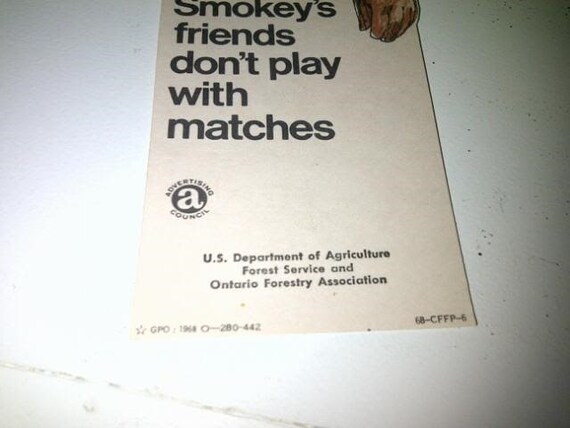 Smokey's
friends
don't play
with
matches
ADVERTISING
a
COUNCIL
U.S. Department of Agriculture
Forest Service and
Ontario Forestry Association
☆ GPO : 1968 O—280-442
68-CFFP-6